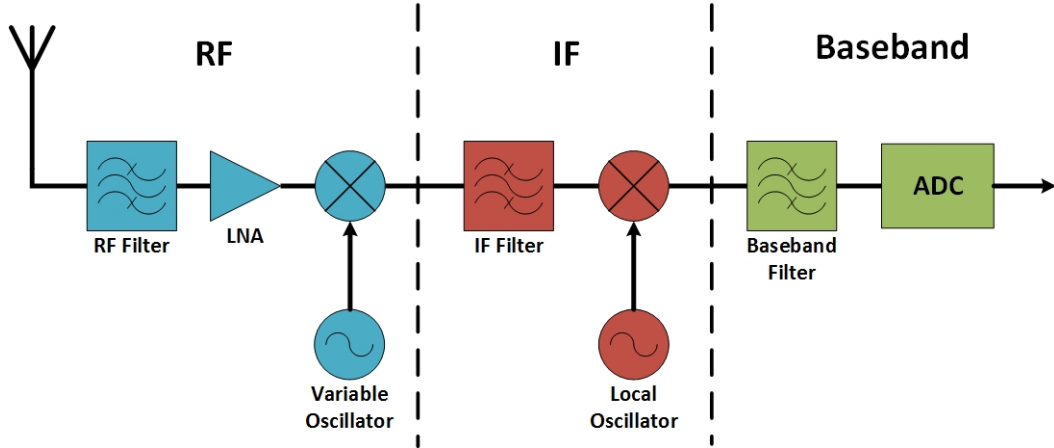 RF
IF
Baseband
RF Filter
LNA
Variable
Oscillator
IF Filter
Local
Oscillator
Baseband
Filter
ADC